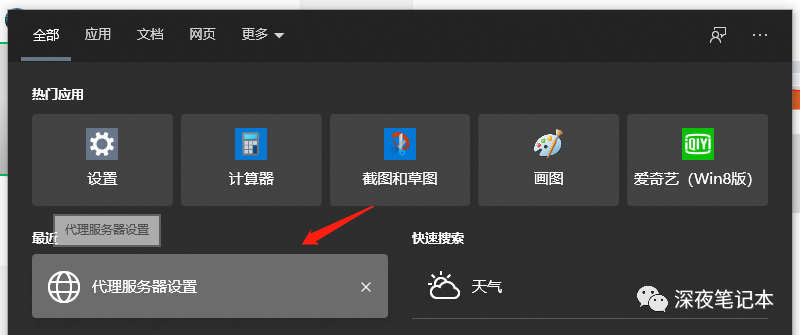 全部 应用 文档 网页 更多
热门应用
设置 计算器 截图和草图 画图 爱奇艺（Win8版）
iQIYI
代理服务器设置
最近 快速搜索
代理服务器设置 天气
深夜笔记本